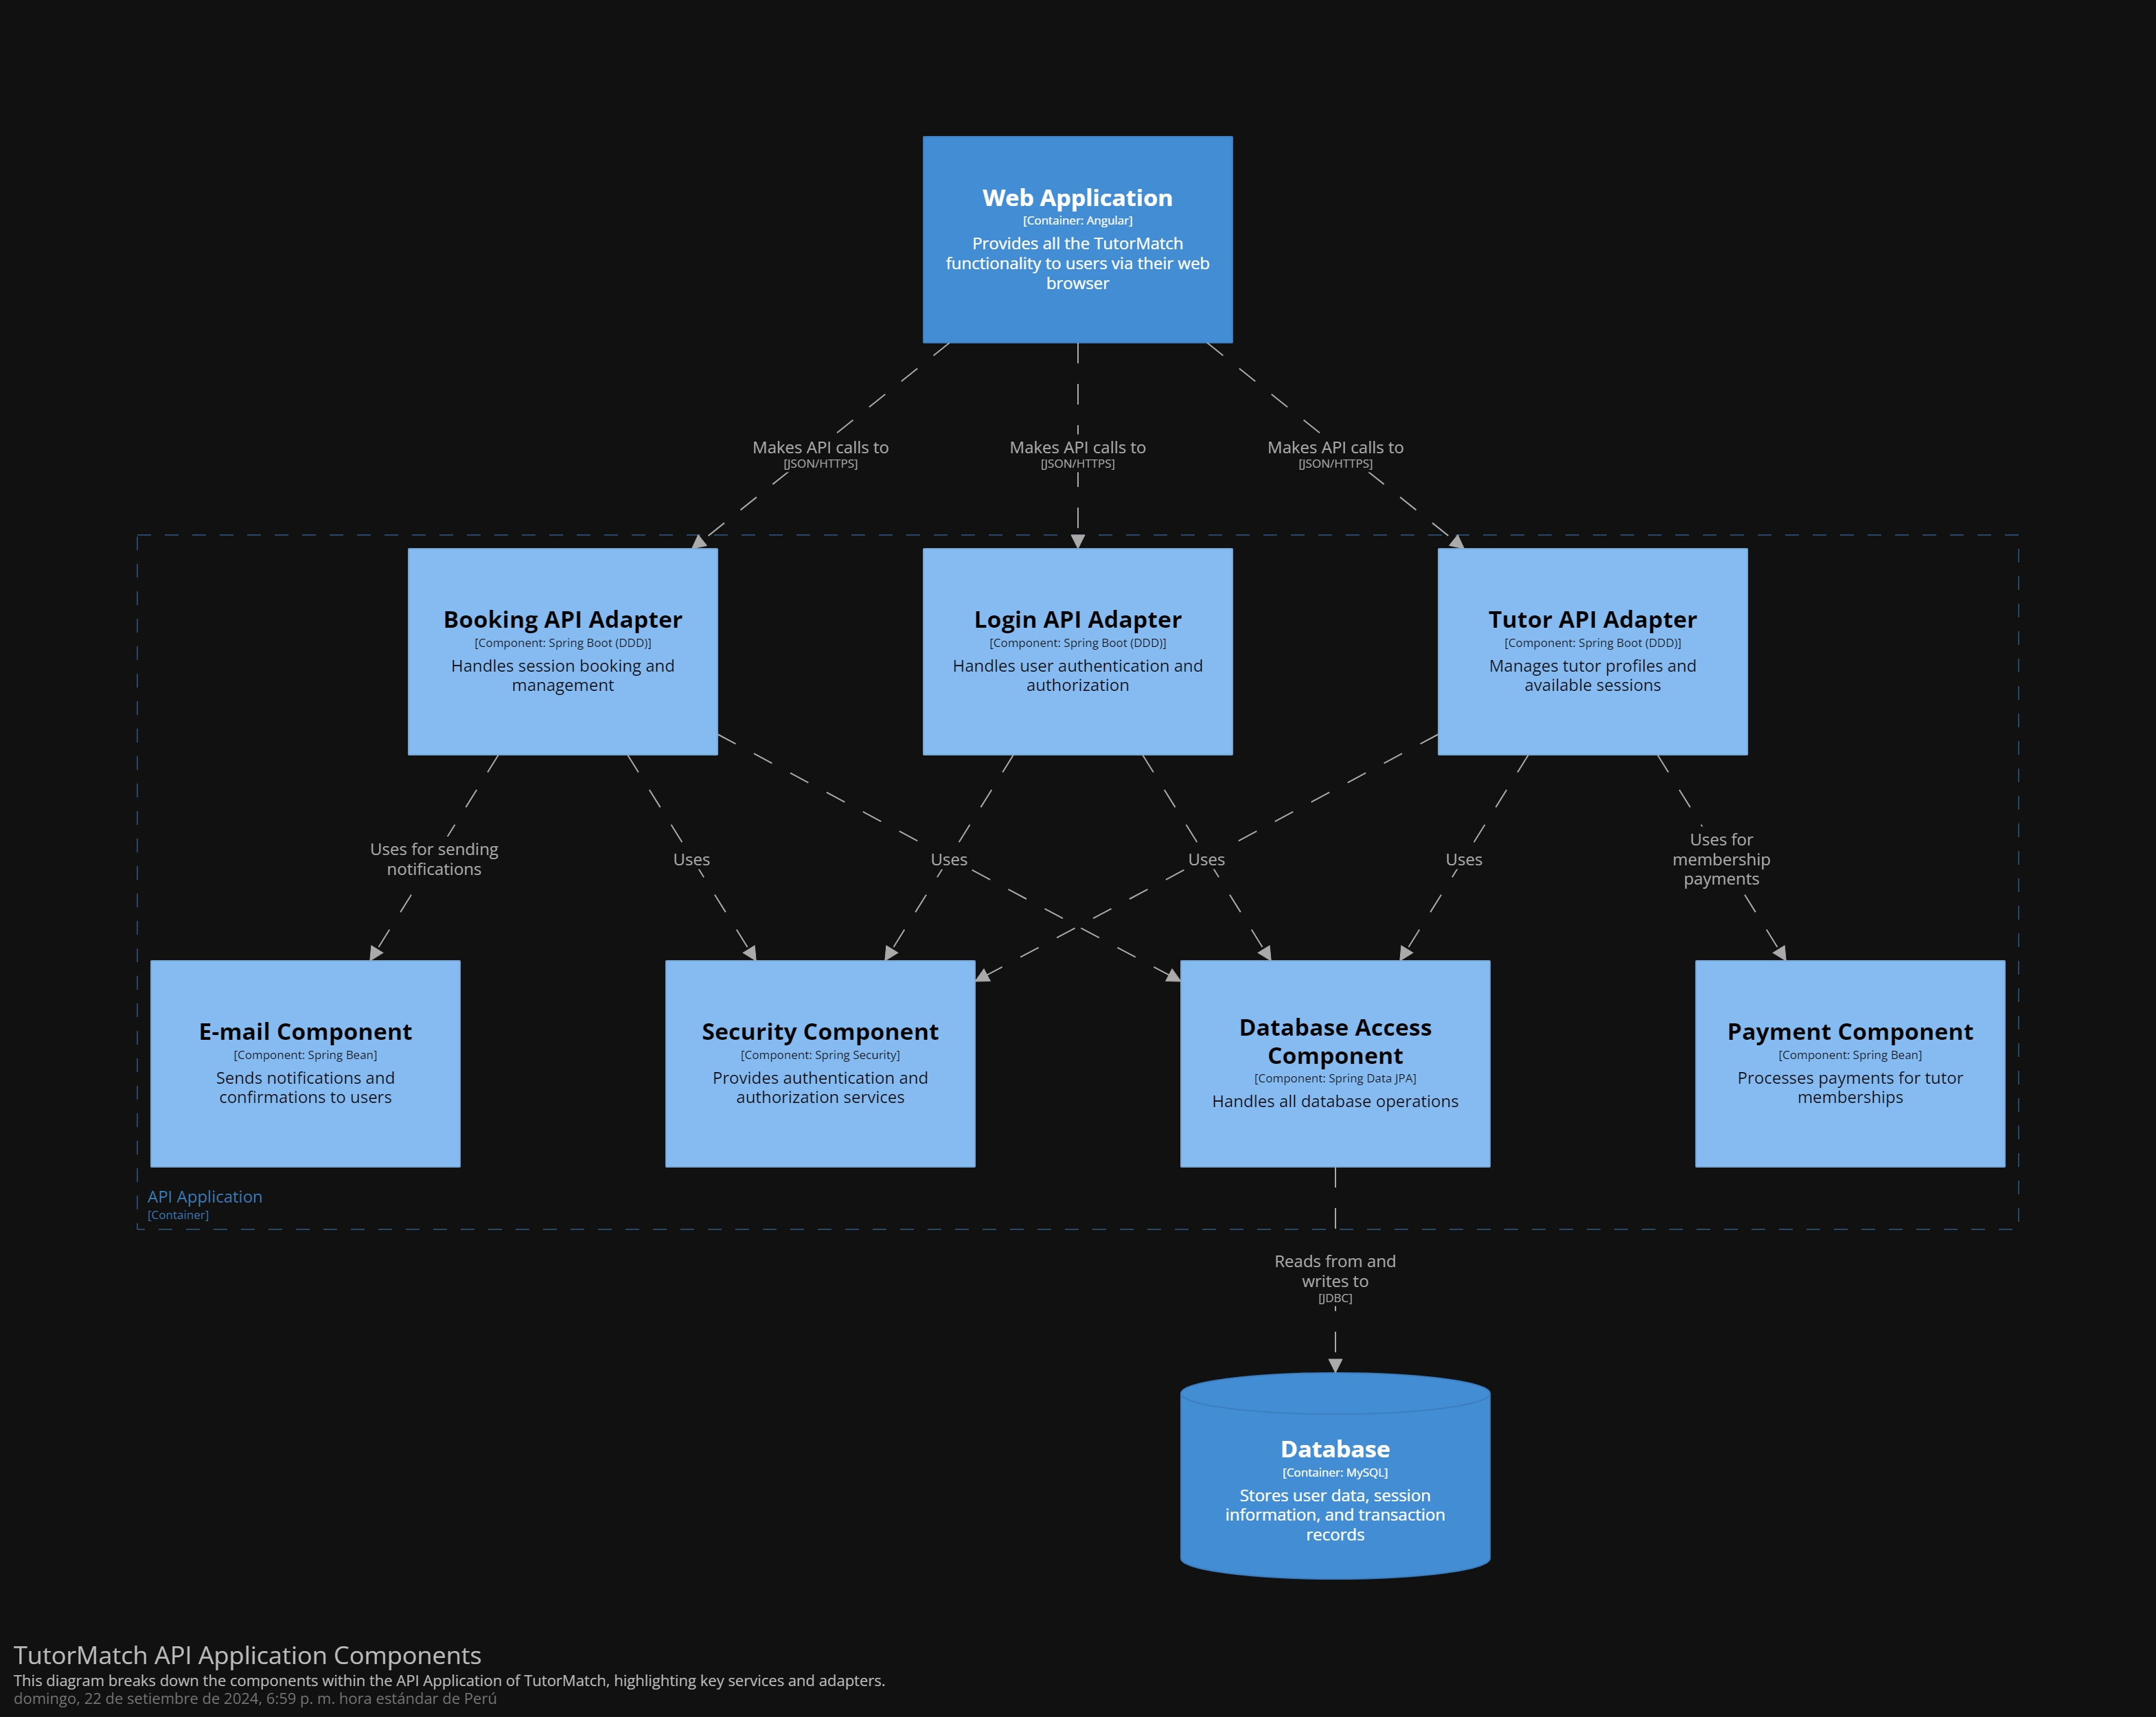 Web Application
[Container: Angular]
Provides all the TutorMatch
functionality to users via their web
browser
Makes API calls to
[JSON/HTTPS]
Makes API calls to
[JSON/HTTPS]
Makes API calls to
[JSON/HTTPS]
Booking API Adapter
[Component: Spring Boot (DDD)]
Handles session booking and
management
Login API Adapter
[Component: Spring Boot (DDD)]
Handles user authentication and
authorization
Tutor API Adapter
[Component: Spring Boot (DDD)]
Manages tutor profiles and
available sessions
Uses for sending
notifications
Uses
Uses
Uses
Uses
Uses for
membership
payments
E-mail Component
[Component: Spring Bean]
Sends notifications and
confirmations to users
Security Component
[Component: Spring Security]
Provides authentication and
authorization services
Database Access
Component
[Component: Spring Data JPA]
Handles all database operations
Payment Component
[Component: Spring Bean]
Processes payments for tutor
memberships
API Application
[Container]
Reads from and
writes to
[JDBC]
Database
[Container: MySQL]
Stores user data, session
information, and transaction
records
TutorMatch API Application Components
This diagram breaks down the components within the API Application of TutorMatch, highlighting key services and adapters.
domingo, 22 de setiembre de 2024, 6:59 p. m. hora estándar de Perú